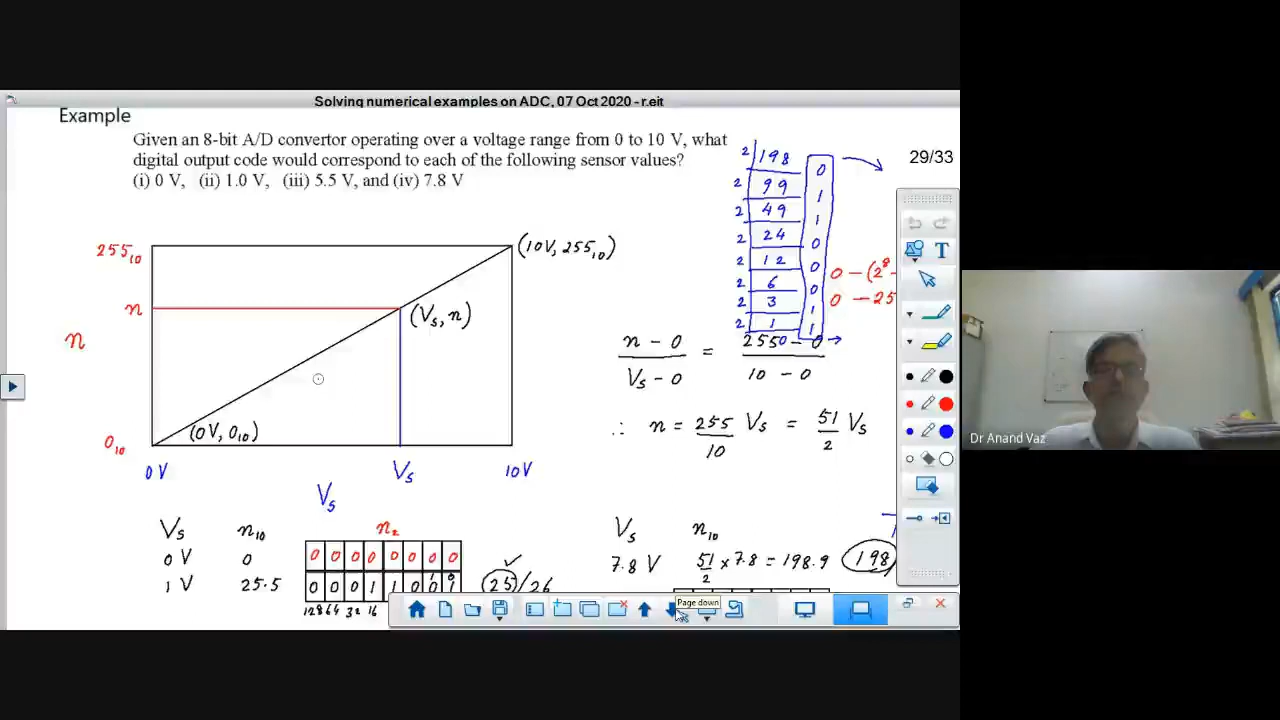 Solving numerical examples on ADC, 07 Oct 2020 - r.eit
Example
Given an 8-bit A/D convertor operating over a voltage range from 0 to 10 V, what
digital output code would correspond to each of the following sensor values?
(i) 0 V, (ii) 1.0 V, (iii) 5.5 V, and (iv) 7.8 V
29/33
2 198 0
2 99 1
2 49 1
2 24 0
2 12 0
2 6 0
2 3 1
2 1 1
0
0 – (2⁸ –
0 – 25
255₁₀
(10V, 255₁₀)
n
(Vs, n)
n
0₁₀
(0V, 0₁₀)
0V
Vs
10V
Vs
n – 0 / Vs – 0 = 255 – 0 / 10 – 0
∴ n = 255/10 Vs = 51/2 Vs
Vs n₁₀ n₂
0 V 0 0 0 0 0 0 0 0 0
1 V 25.5 0 0 0 1 1 0 0 1 25/26
128 64 32 16
Vs n₁₀
7.8 V 51/2 × 7.8 = 198.9 198
Page down
T
Dr Anand Vaz